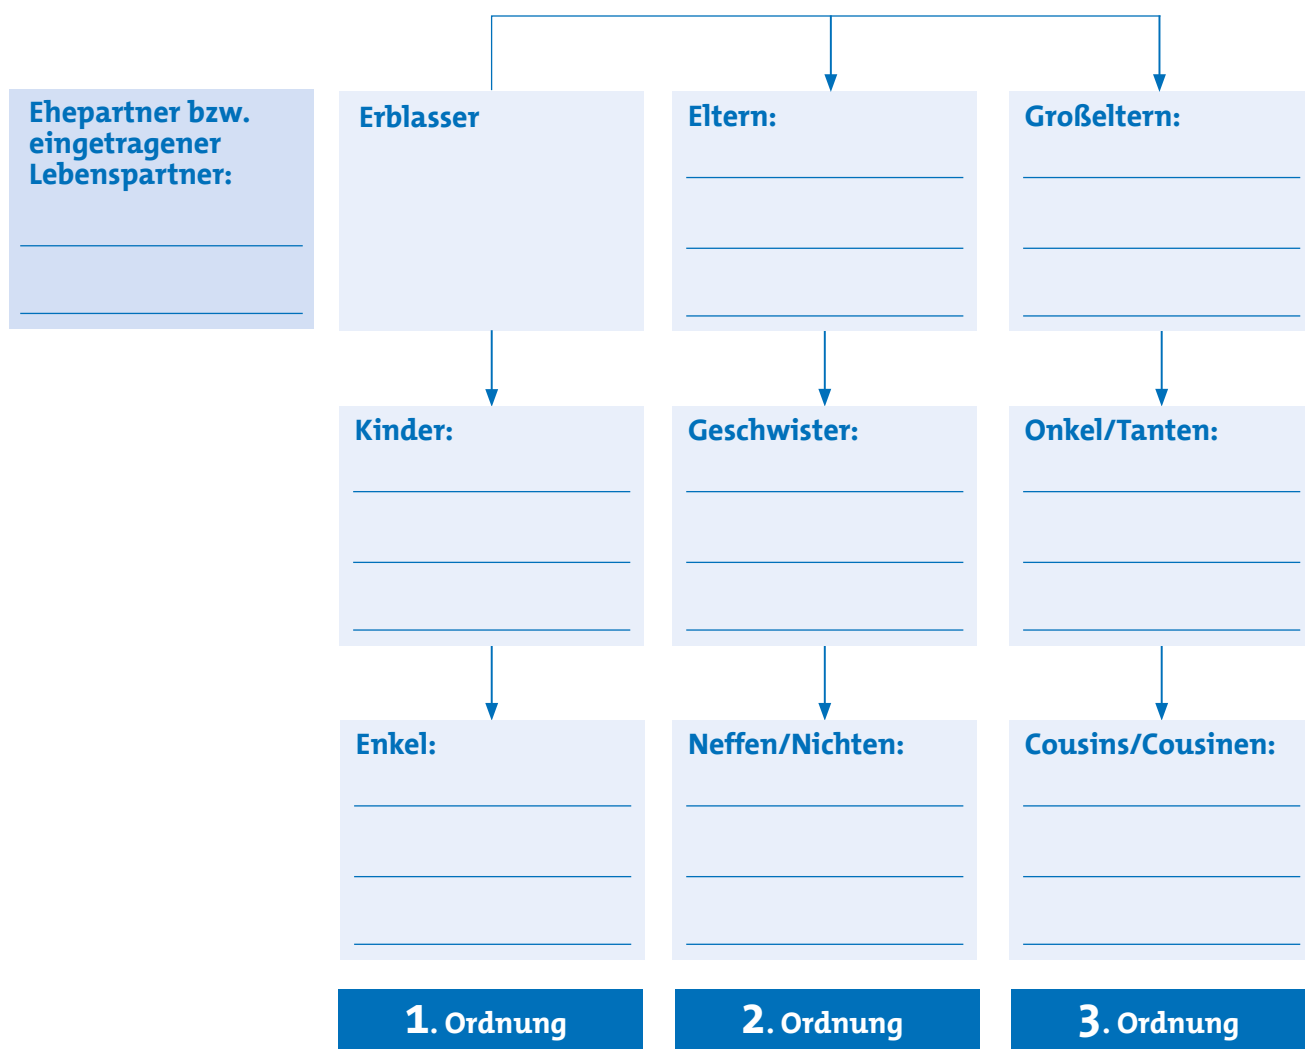 Ehepartner bzw.
eingetragener
Lebenspartner:
Erblasser
Eltern:
Großeltern:
Kinder:
Geschwister:
Onkel/Tanten:
Enkel:
Neffen/Nichten:
Cousins/Cousinen:
1. Ordnung
2. Ordnung
3. Ordnung